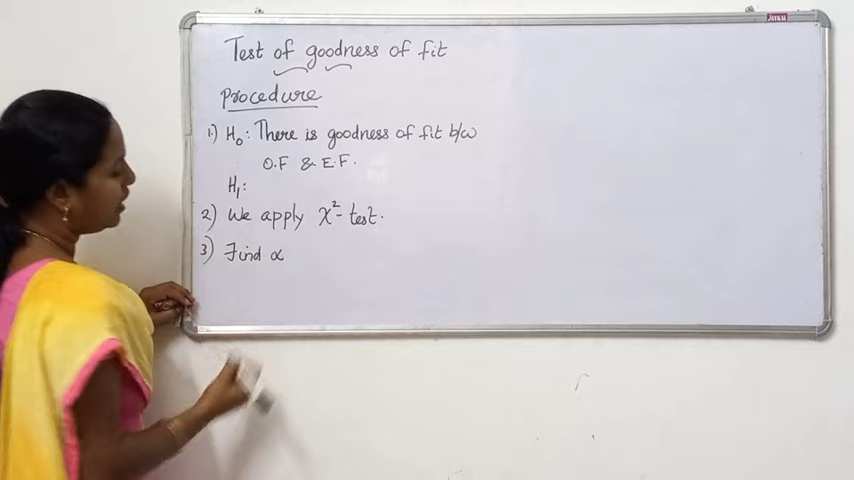 Test of goodness of fit
Procedure
1.) H₀: There is goodness of fit b/w
O.F & E.F.
H₁:
2) We apply χ²- test.
3) Find α